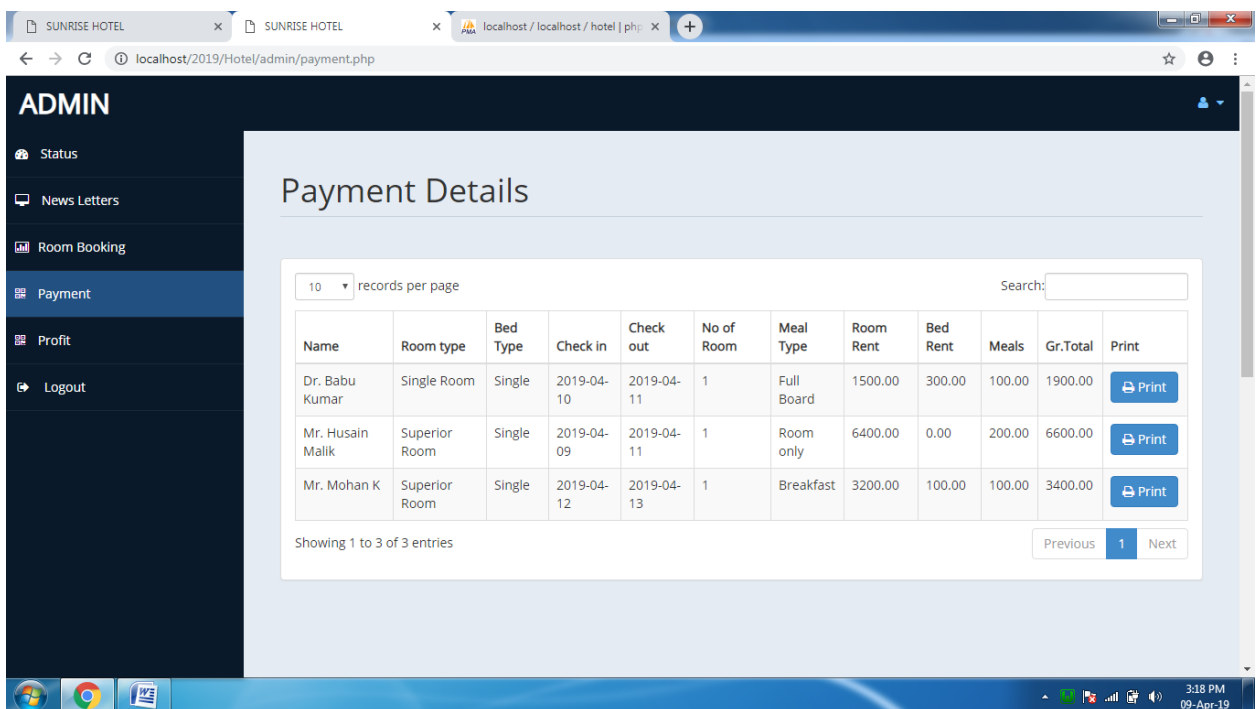 SUNRISE HOTEL
SUNRISE HOTEL
localhost / localhost / hotel | php
localhost/2019/Hotel/admin/payment.php
ADMIN
Status
News Letters
Room Booking
Payment
Profit
Logout
Payment Details
10 records per page
Search:
Name Room type Bed Type Check in Check out No of Room Meal Type Room Rent Bed Rent Meals Gr.Total Print
Dr. Babu Kumar Single Room Single 2019-04-10 2019-04-11 1 Full Board 1500.00 300.00 100.00 1900.00 Print
Mr. Husain Malik Superior Room Single 2019-04-09 2019-04-11 1 Room only 6400.00 0.00 200.00 6600.00 Print
Mr. Mohan K Superior Room Single 2019-04-12 2019-04-13 1 Breakfast 3200.00 100.00 100.00 3400.00 Print
Showing 1 to 3 of 3 entries
Previous 1 Next
3:18 PM
09-Apr-19